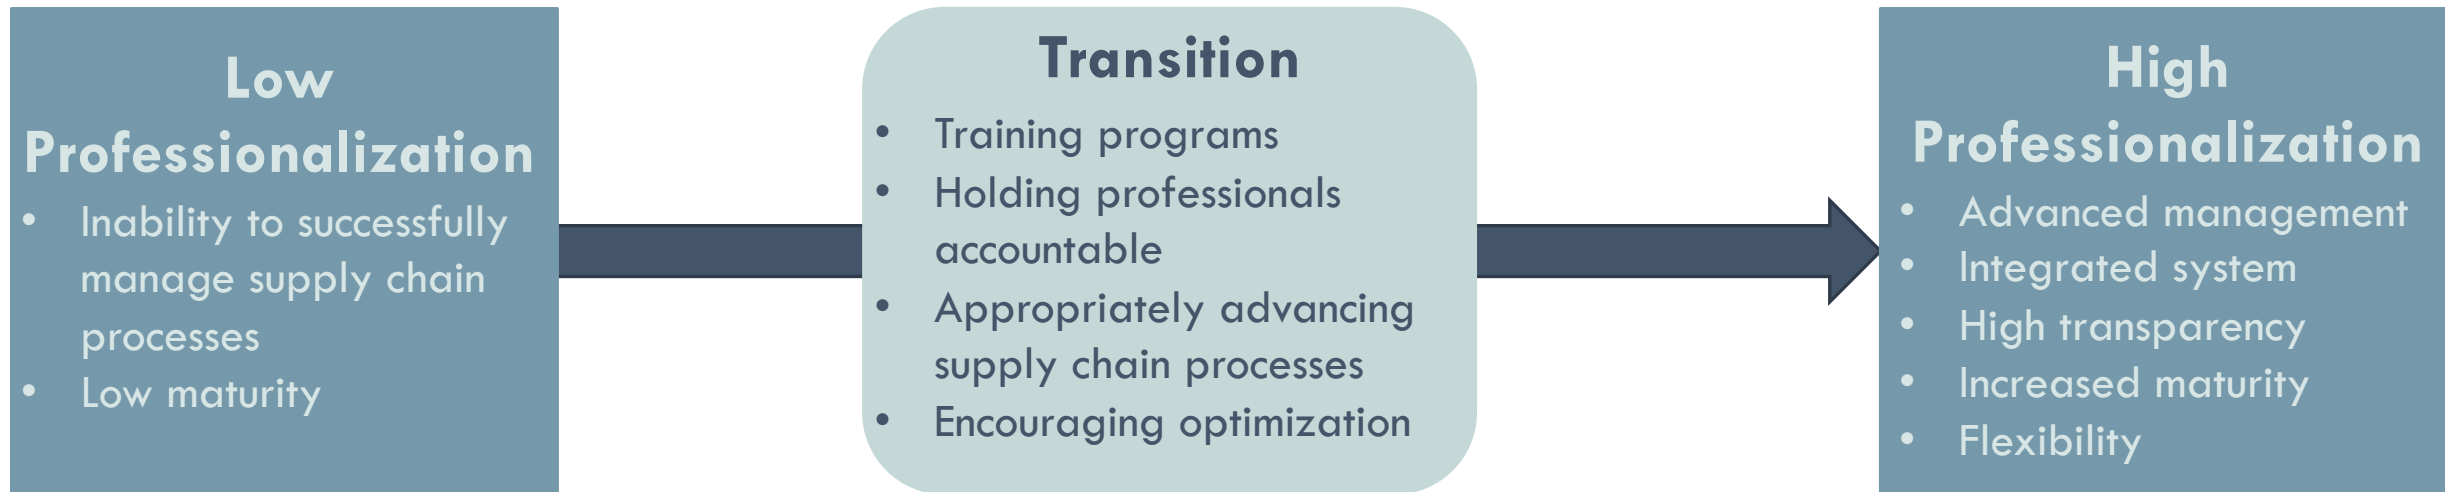 Low
Professionalization
• Inability to successfully
manage supply chain
processes
• Low maturity
Transition
• Training programs
• Holding professionals
accountable
• Appropriately advancing
supply chain processes
• Encouraging optimization
High
Professionalization
• Advanced management
• Integrated system
• High transparency
• Increased maturity
• Flexibility